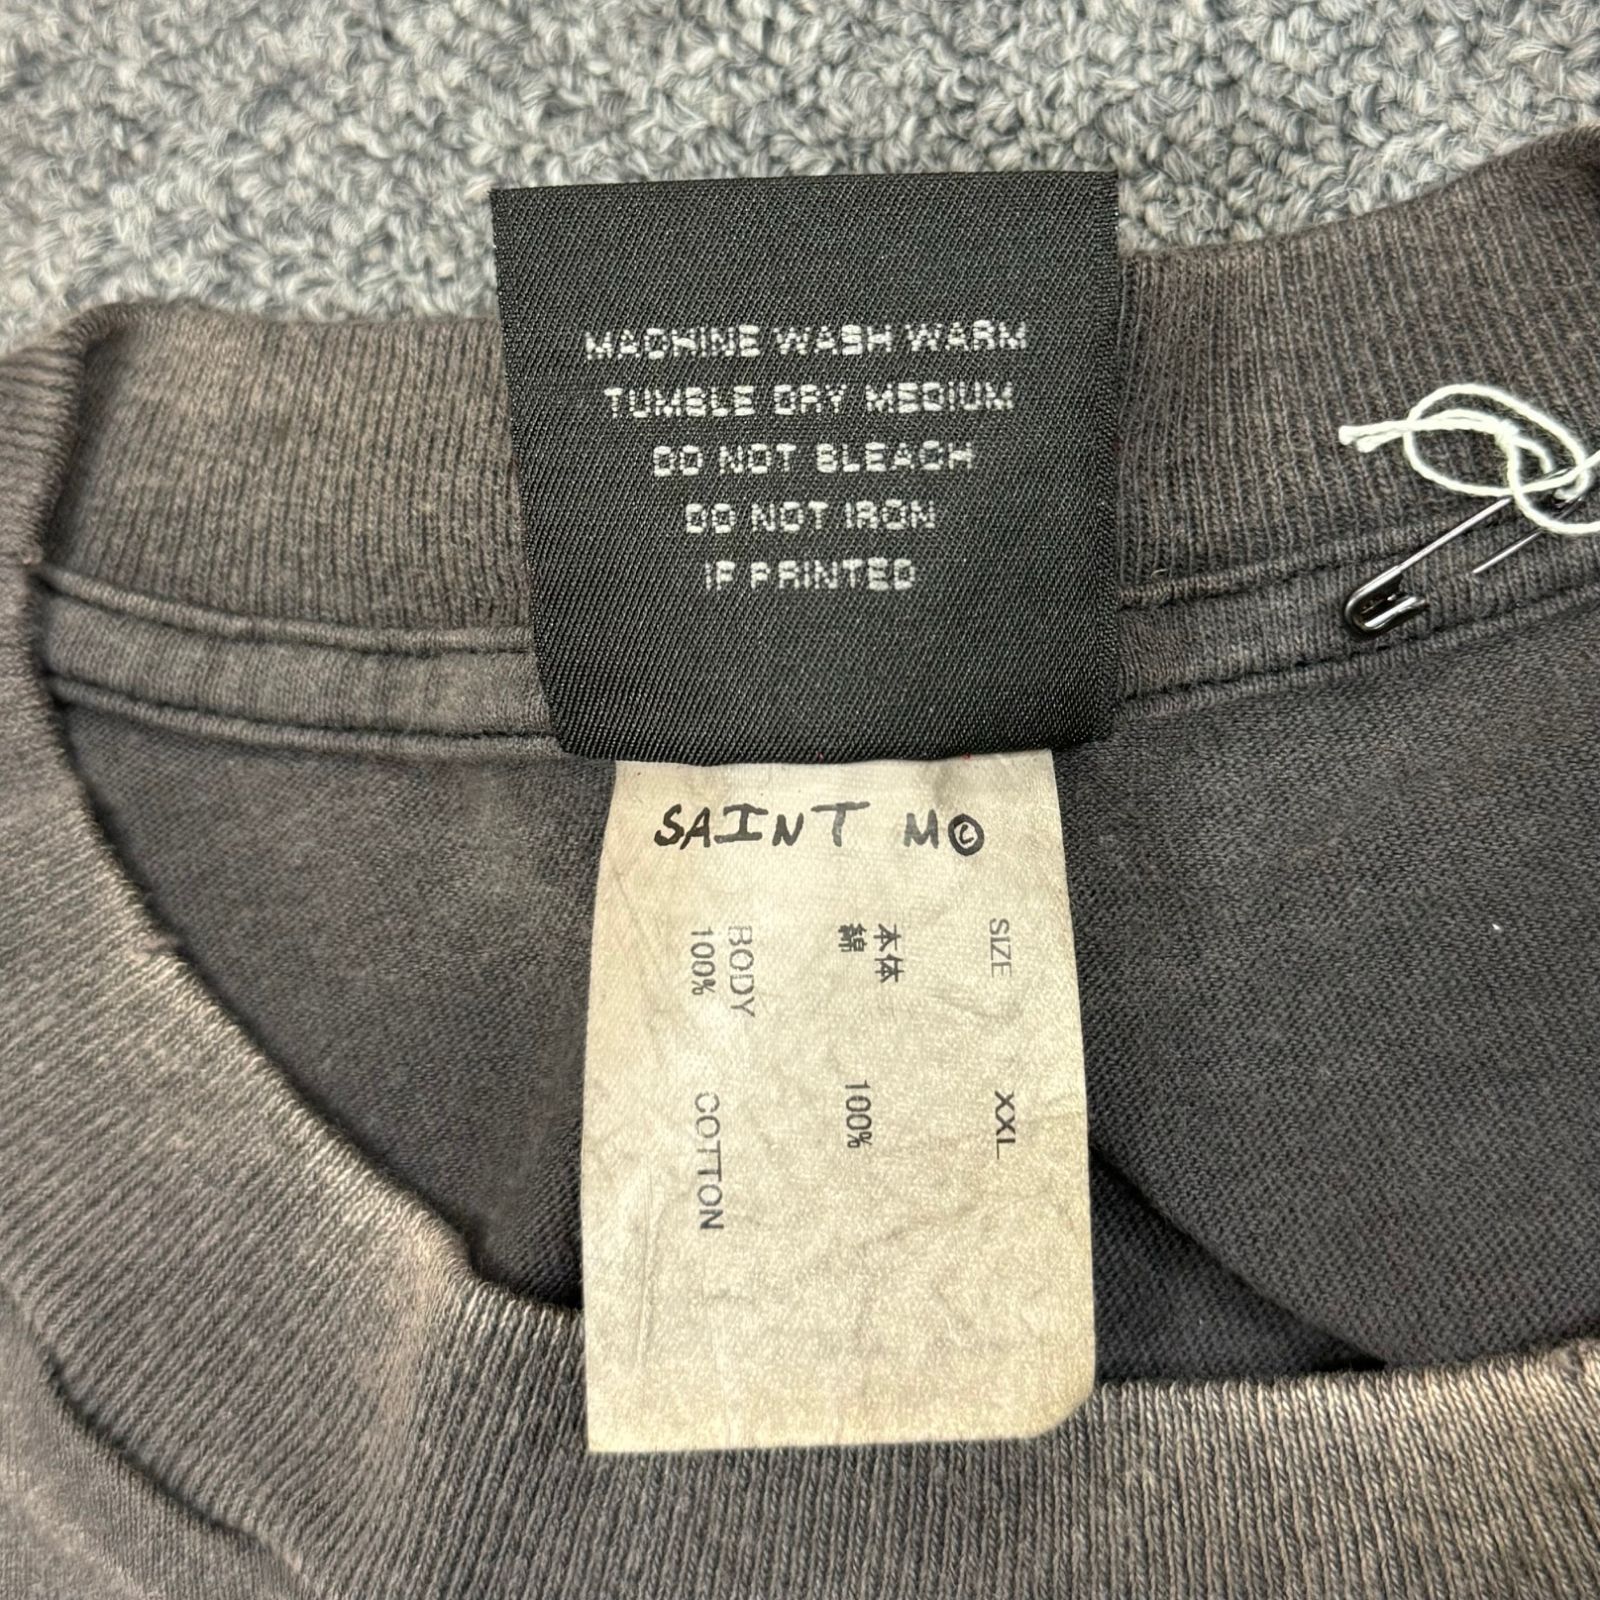 MACHINE WASH WARM
TUMBLE DRY MEDIUM
DO NOT BLEACH
DO NOT IRON
IF PRINTED
SAINT M©
SIZE XXL
本体
綿 100%
BODY
100% COTTON